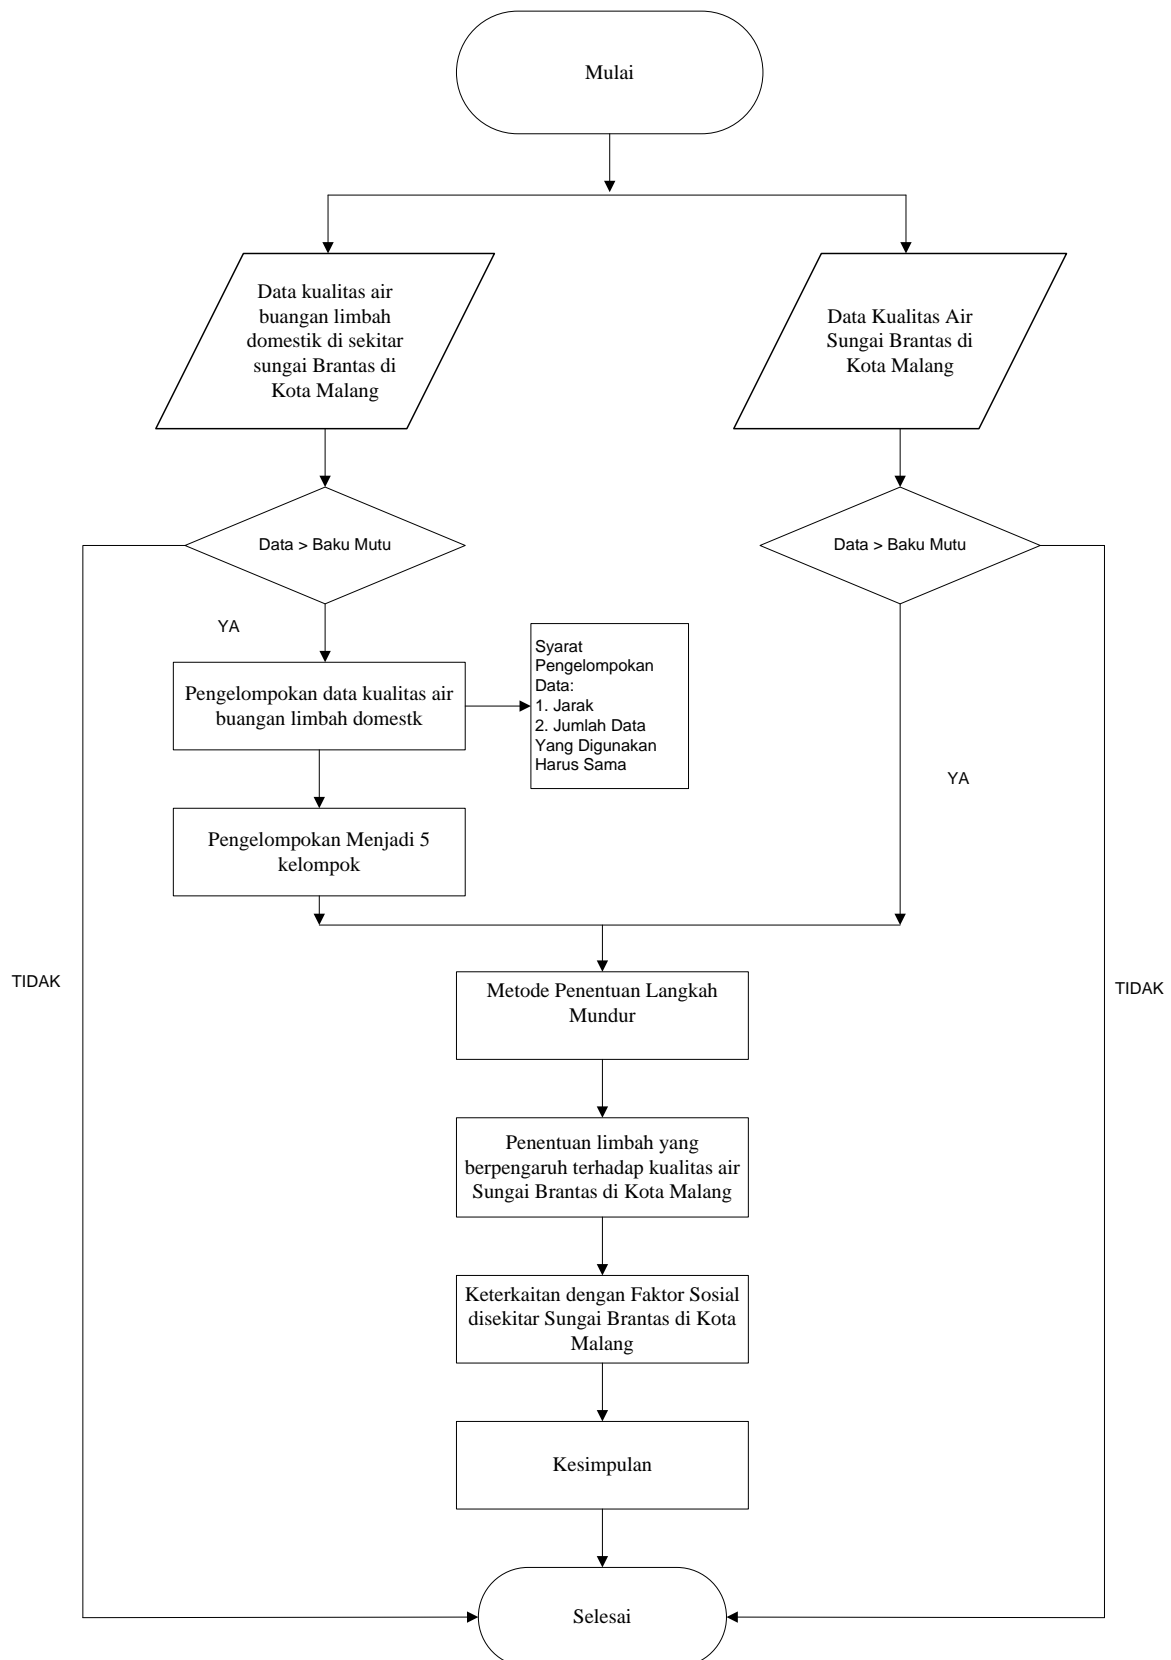 Mulai
Data kualitas air
buangan limbah
domestik di sekitar
sungai Brantas di
Kota Malang
Data Kualitas Air
Sungai Brantas di
Kota Malang
Data > Baku Mutu
Data > Baku Mutu
YA
Pengelompokan data kualitas air
buangan limbah domestk
Syarat
Pengelompokan
Data:
1. Jarak
2. Jumlah Data
Yang Digunakan
Harus Sama
YA
Pengelompokan Menjadi 5
kelompok
TIDAK
TIDAK
Metode Penentuan Langkah
Mundur
Penentuan limbah yang
berpengaruh terhadap kualitas air
Sungai Brantas di Kota Malang
Keterkaitan dengan Faktor Sosial
disekitar Sungai Brantas di Kota
Malang
Kesimpulan
Selesai